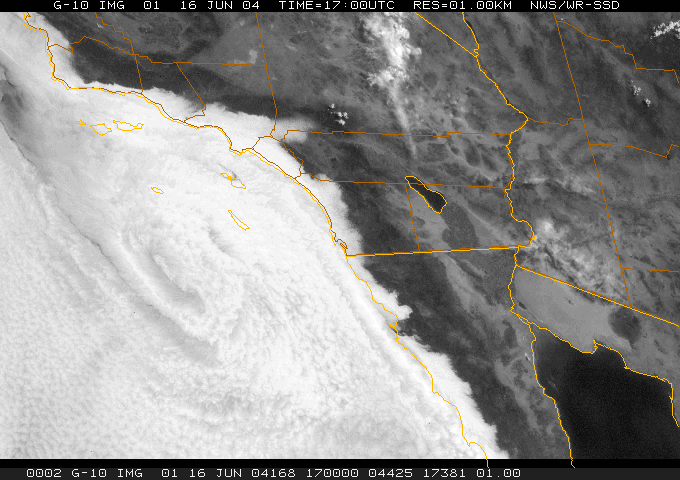 G-10 IMG 01 16 JUN 04 TIME=17:00UTC RES=01.00KM NWS/WR-SSD
0002 G-10 IMG 01 16 JUN 04168 170000 04425 17381 01.00